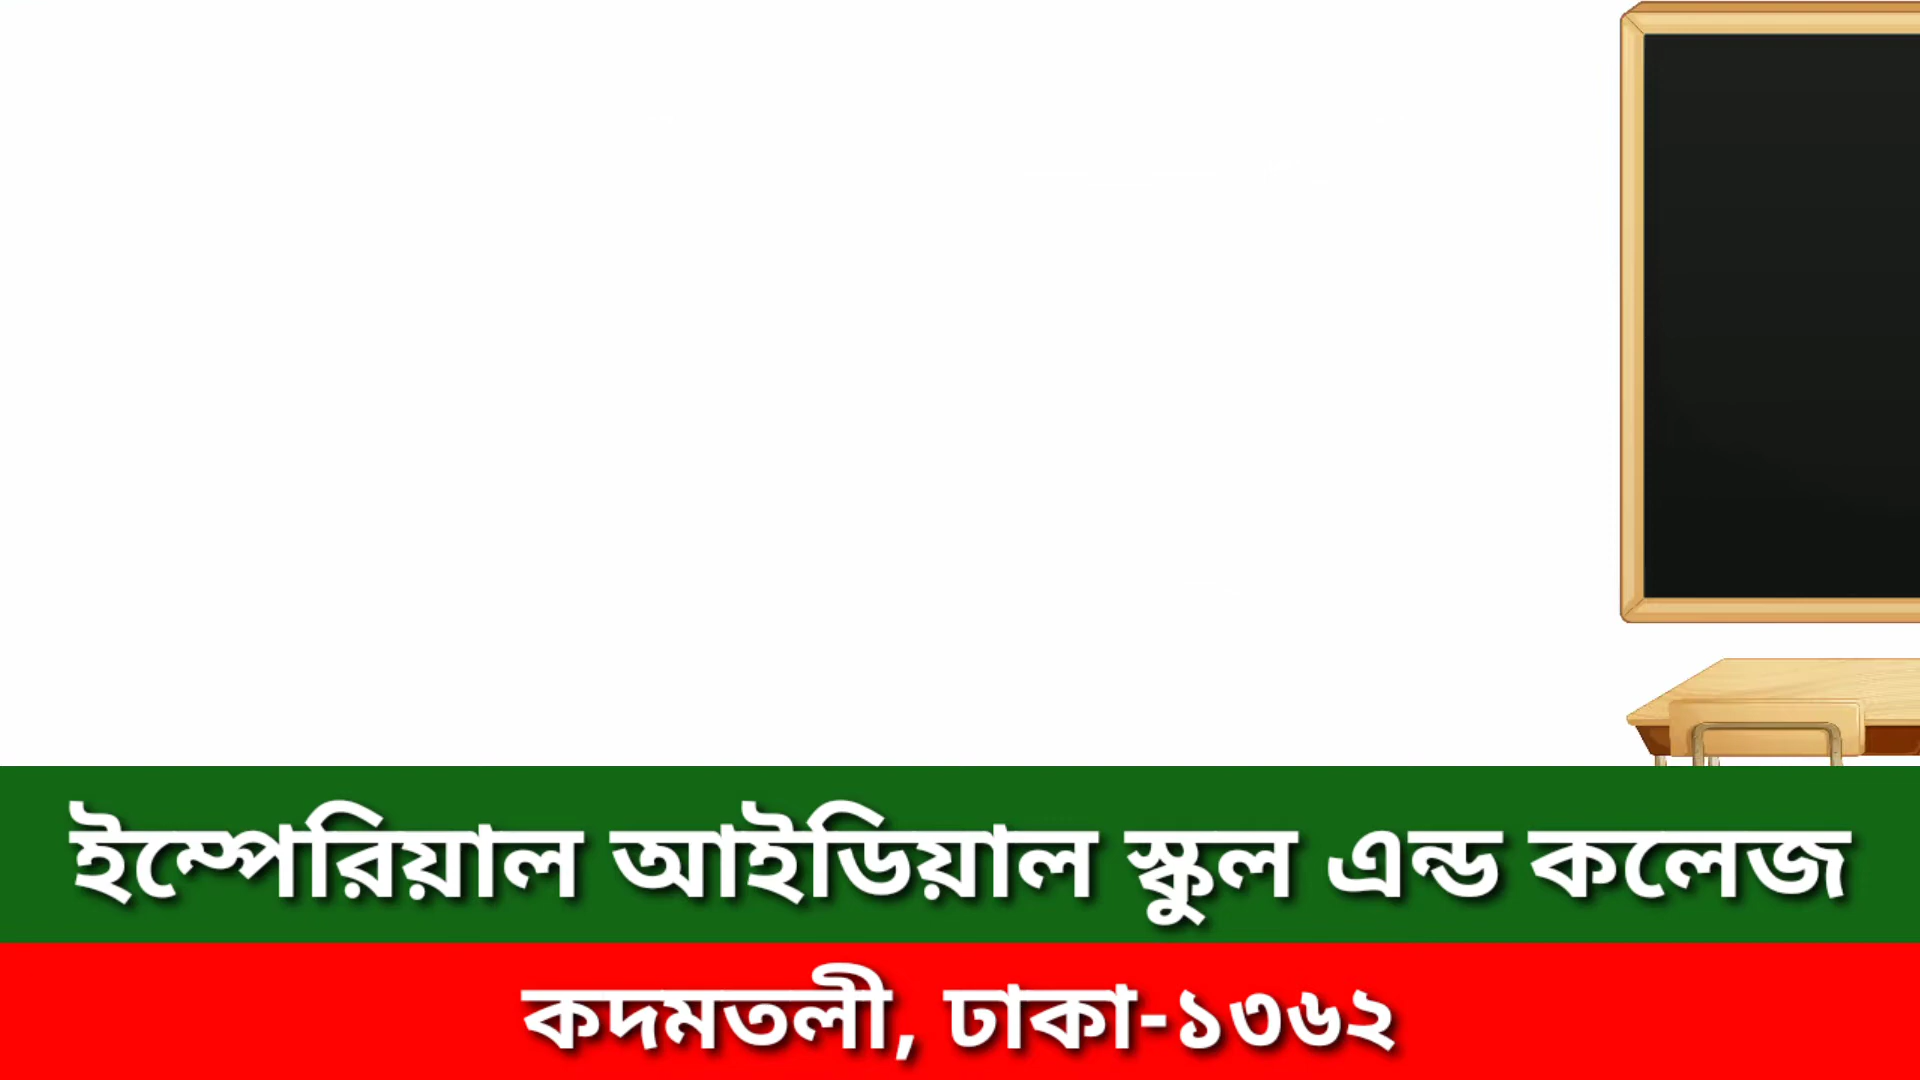 ইম্পেরিয়াল আইডিয়াল স্কুল এন্ড কলেজ
কদমতলী, ঢাকা-১৩৬২